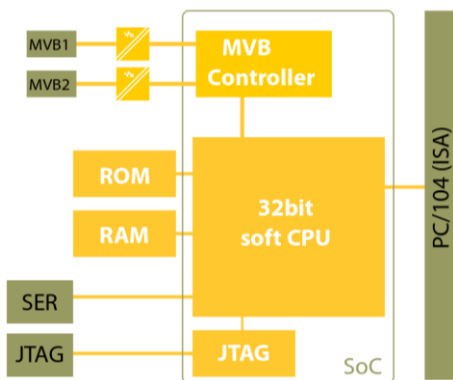 MVB1
MVB2
MVB
Controller
ROM
RAM
32bit
soft CPU
SER
JTAG
JTAG
SoC
PC/104 (ISA)